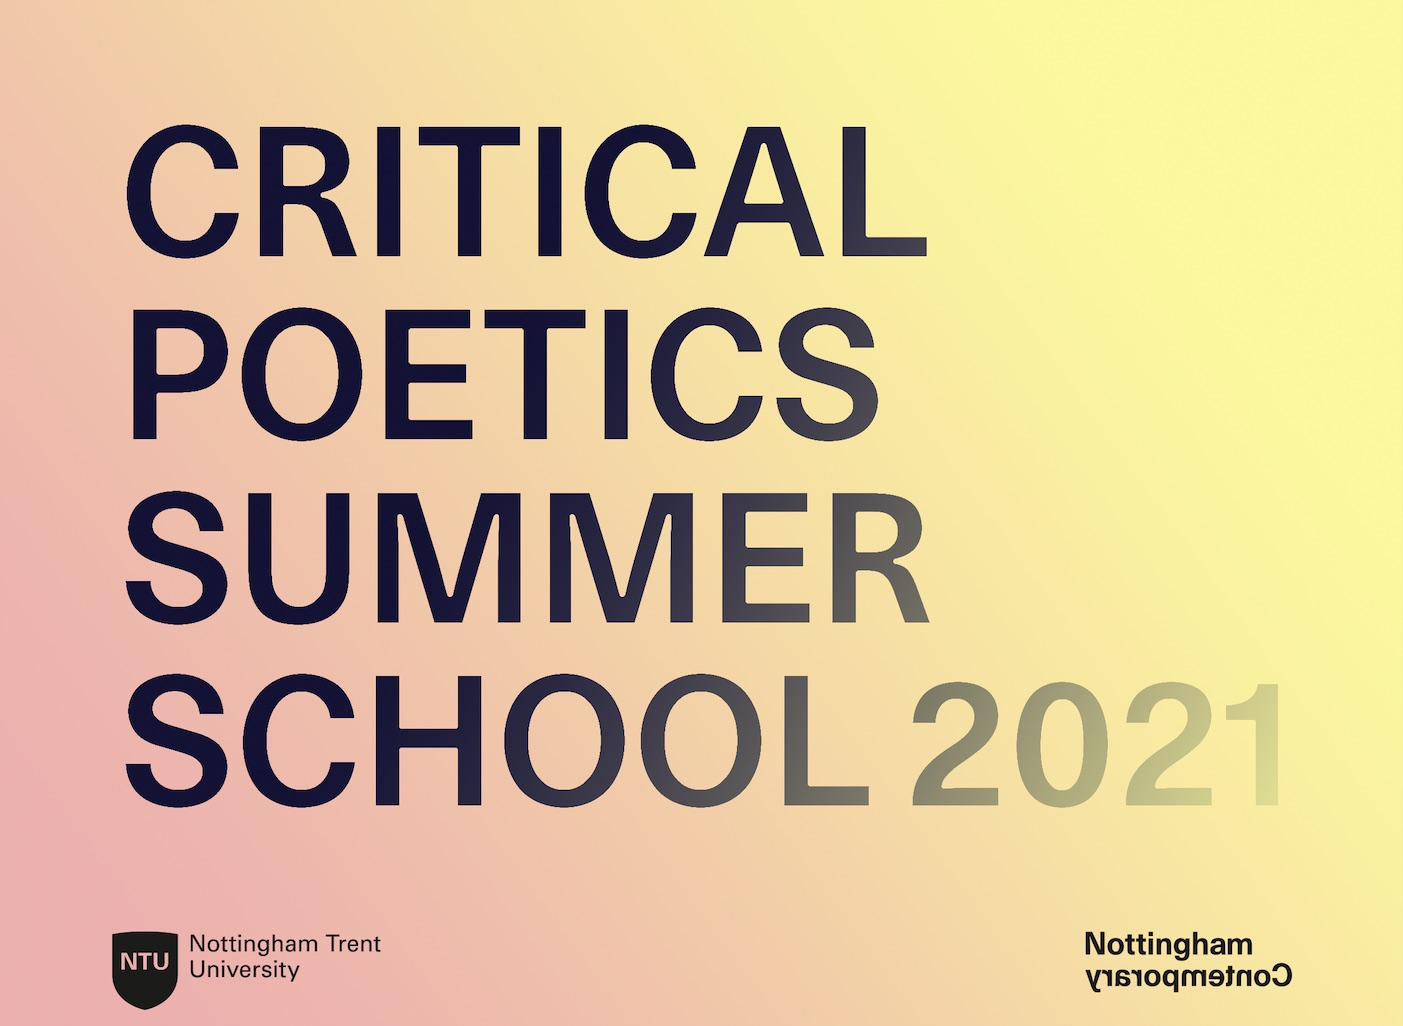 CRITICAL
POETICS
SUMMER
SCHOOL 2021
NTU
Nottingham Trent
University
Nottingham
Contemporary